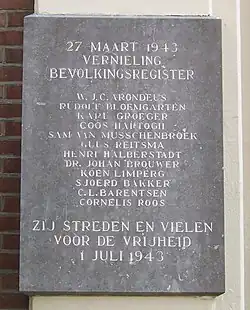 27 MAART 1943
VERNIELING
BEVOLKINGSREGISTER
W.J.C. ARONDEUS
RUDOLF BLOEMGARTEN
KARL GROEGER
COOS HARTOGH
SAM VAN MUSSCHENBROEK
GUUS REITSMA
HENRI HALBERSTADT
DR. JOHAN BROUWER
KOEN LIMPERG
SJOERD BAKKER
C.L. BARENTSEN
CORNELIS ROOS
ZIJ STREDEN EN VIELEN
VOOR DE VRIJHEID
1 JULI 1943